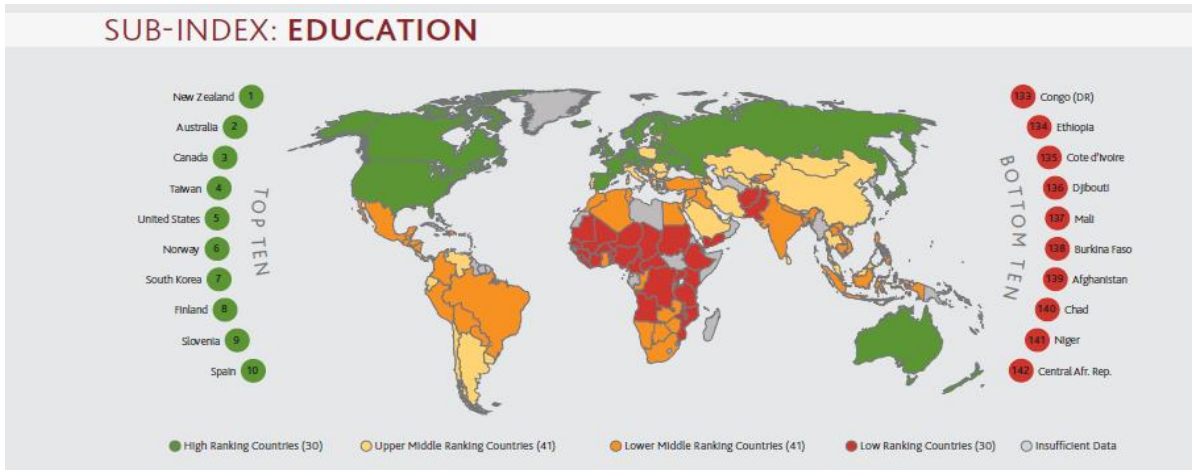 SUB-INDEX: EDUCATION
New Zealand 1
Australia 2
Canada 3
Taiwan 4
United States 5
Norway 6
South Korea 7
Finland 8
Slovenia 9
Spain 10
TOP TEN
133 Congo (DR)
134 Ethiopia
135 Cote d'Ivoire
136 Djibouti
137 Mali
138 Burkina Faso
139 Afghanistan
140 Chad
141 Niger
142 Central Afr. Rep.
BOTTOM TEN
High Ranking Countries (30)
Upper Middle Ranking Countries (41)
Lower Middle Ranking Countries (41)
Low Ranking Countries (30)
Insufficient Data